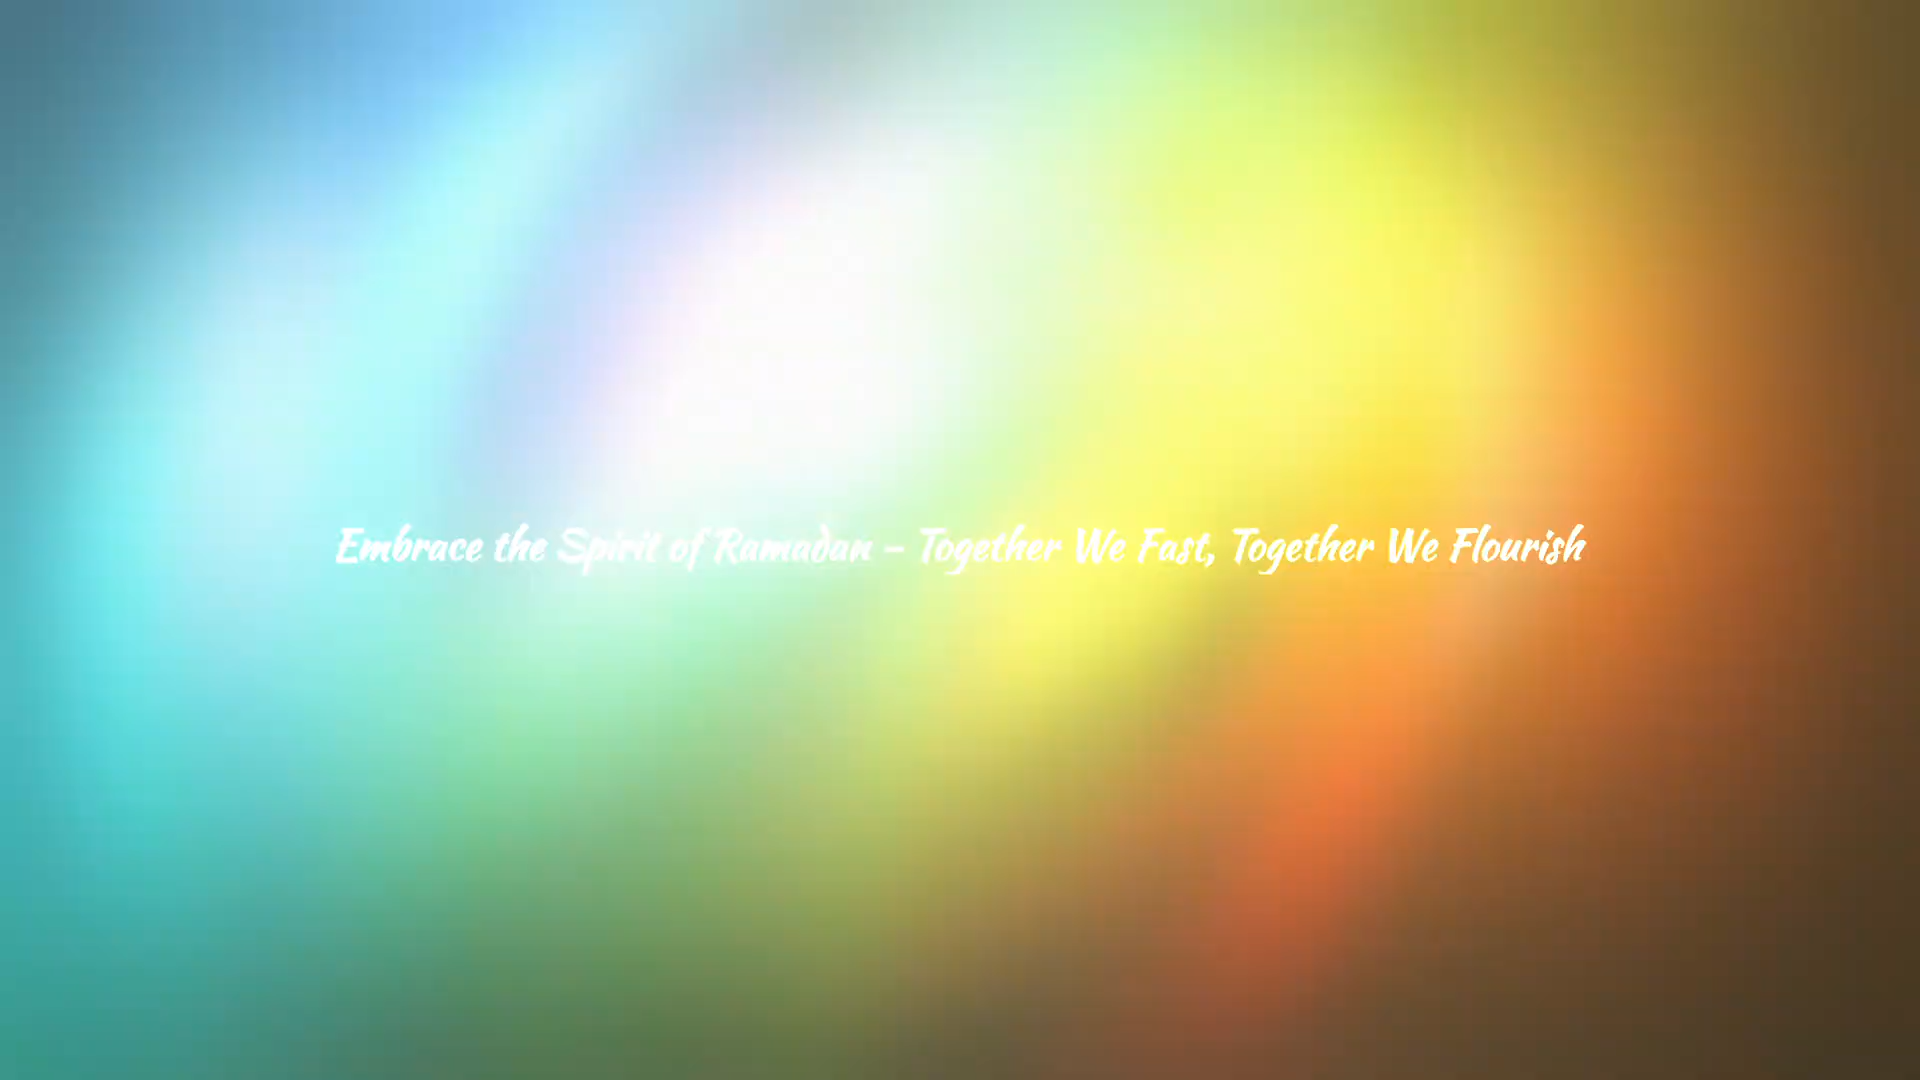 Embrace the Spirit of Ramadan – Together We Fast, Together We Flourish